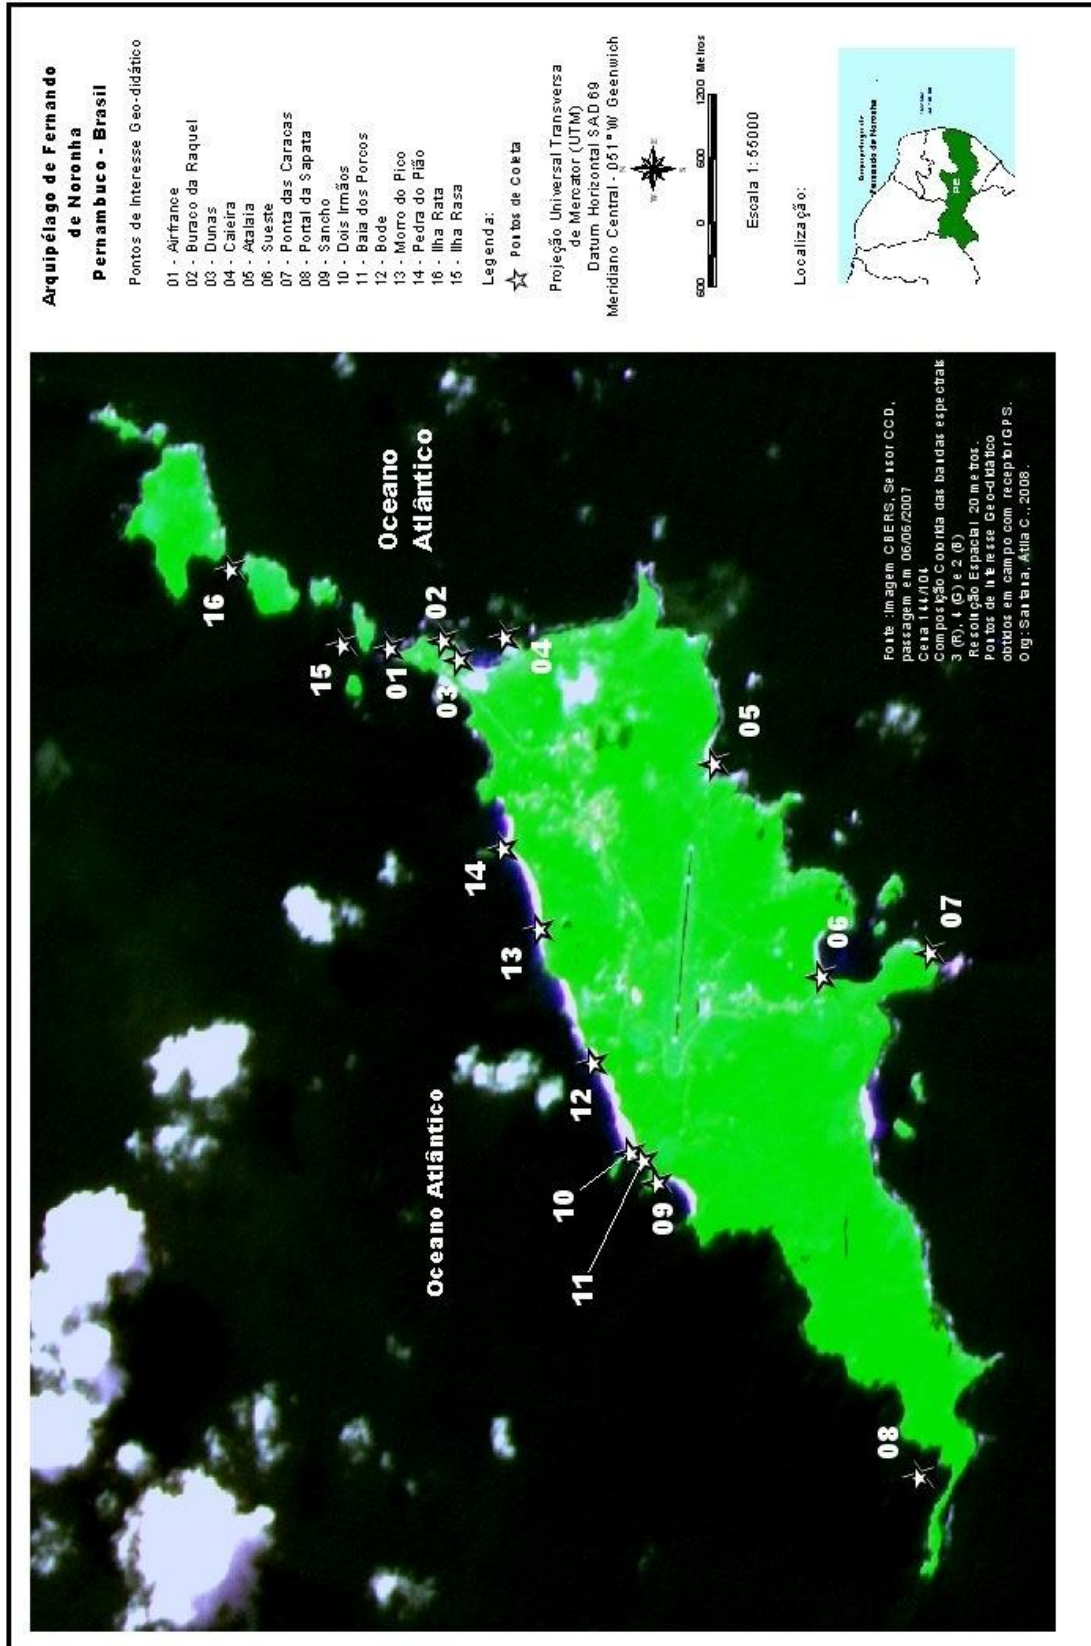 Arquipélago de Fernando
de Noronha
Pernambuco - Brasil
Pontos de Interesse Geo-didático
01 - Airfrance
02 - Buraco da Raquel
03 - Dunas
04 - Caieira
05 - Atalaia
06 - Sueste
07 - Ponta das Caracas
08 - Portal da Sapata
09 - Sancho
10 - Dois Irmãos
11 - Baia dos Porcos
12 - Bode
13 - Morro do Pico
14 - Pedra do Pião
16 - Ilha Rata
15 - Ilha Rasa
Legenda:
Pontos de Coleta
Projeção Universal Transversa
de Mercator (UTM)
Datum Horizontal SAD 69
Meridiano Central - 051° W Geenwich
N
W
E
S
600 0 600 1200 Metros
Escala 1:55000
Localização:
Arquipelago de
Fernando de Noronha
PE
16
15
Oceano
Atlântico
01
02
03
04
05
14
13
06
07
12
Oceano Atlântico
10
11
09
08
Fonte: Imagem CBERS, Sensor CCD,
passagem em 06/06/2007
Cena 144/104
Composição Colorida das bandas espectrais
3 (R), 4 (G) e 2 (B)
Resolução Espacial 20 metros.
Pontos de Interesse Geo-didático
obtidos em campo com receptor GPS.
Org: Santana, Atila C., 2008.